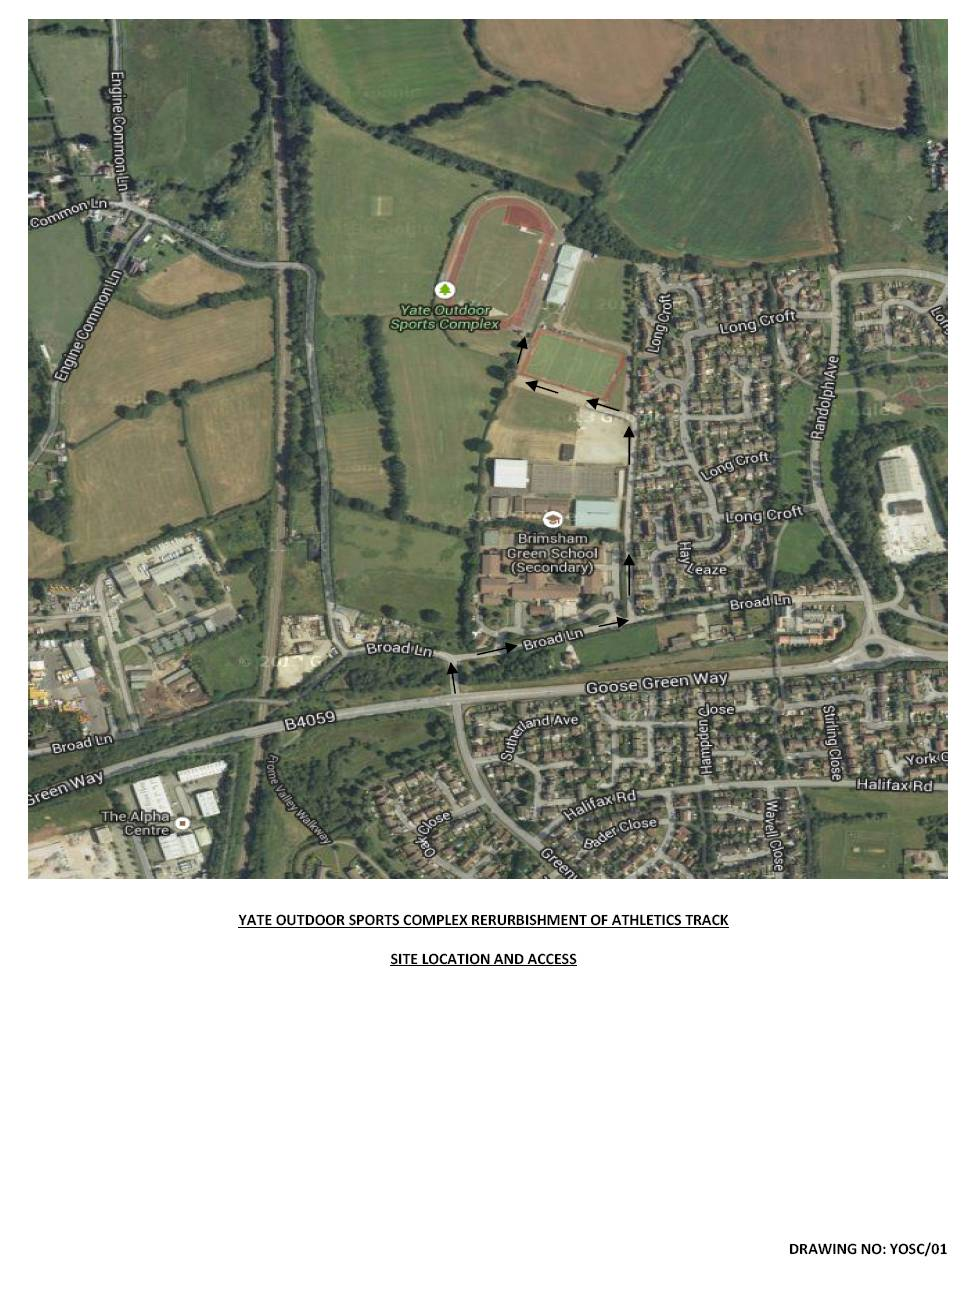 Engine Common Ln
Common Ln
Engine Common Ln
Yate Outdoor
Sports Complex
Long Croft
Long Croft
Randolph Ave
Long Croft
Long Croft
Brimsham
Green School
(Secondary)
Hay Leaze
Broad Ln
Broad Ln
Broad Ln
Goose Green Way
B4059
Broad Ln
Green Way
Sutherland Ave
Hampden Close
Stirling Close
York C
Halifax Rd
Halifax Rd
Frome Valley Walkway
The Alpha
Centre
Bader Close
Wavell Close
YATE OUTDOOR SPORTS COMPLEX RERURBISHMENT OF ATHLETICS TRACK
SITE LOCATION AND ACCESS
DRAWING NO: YOSC/01